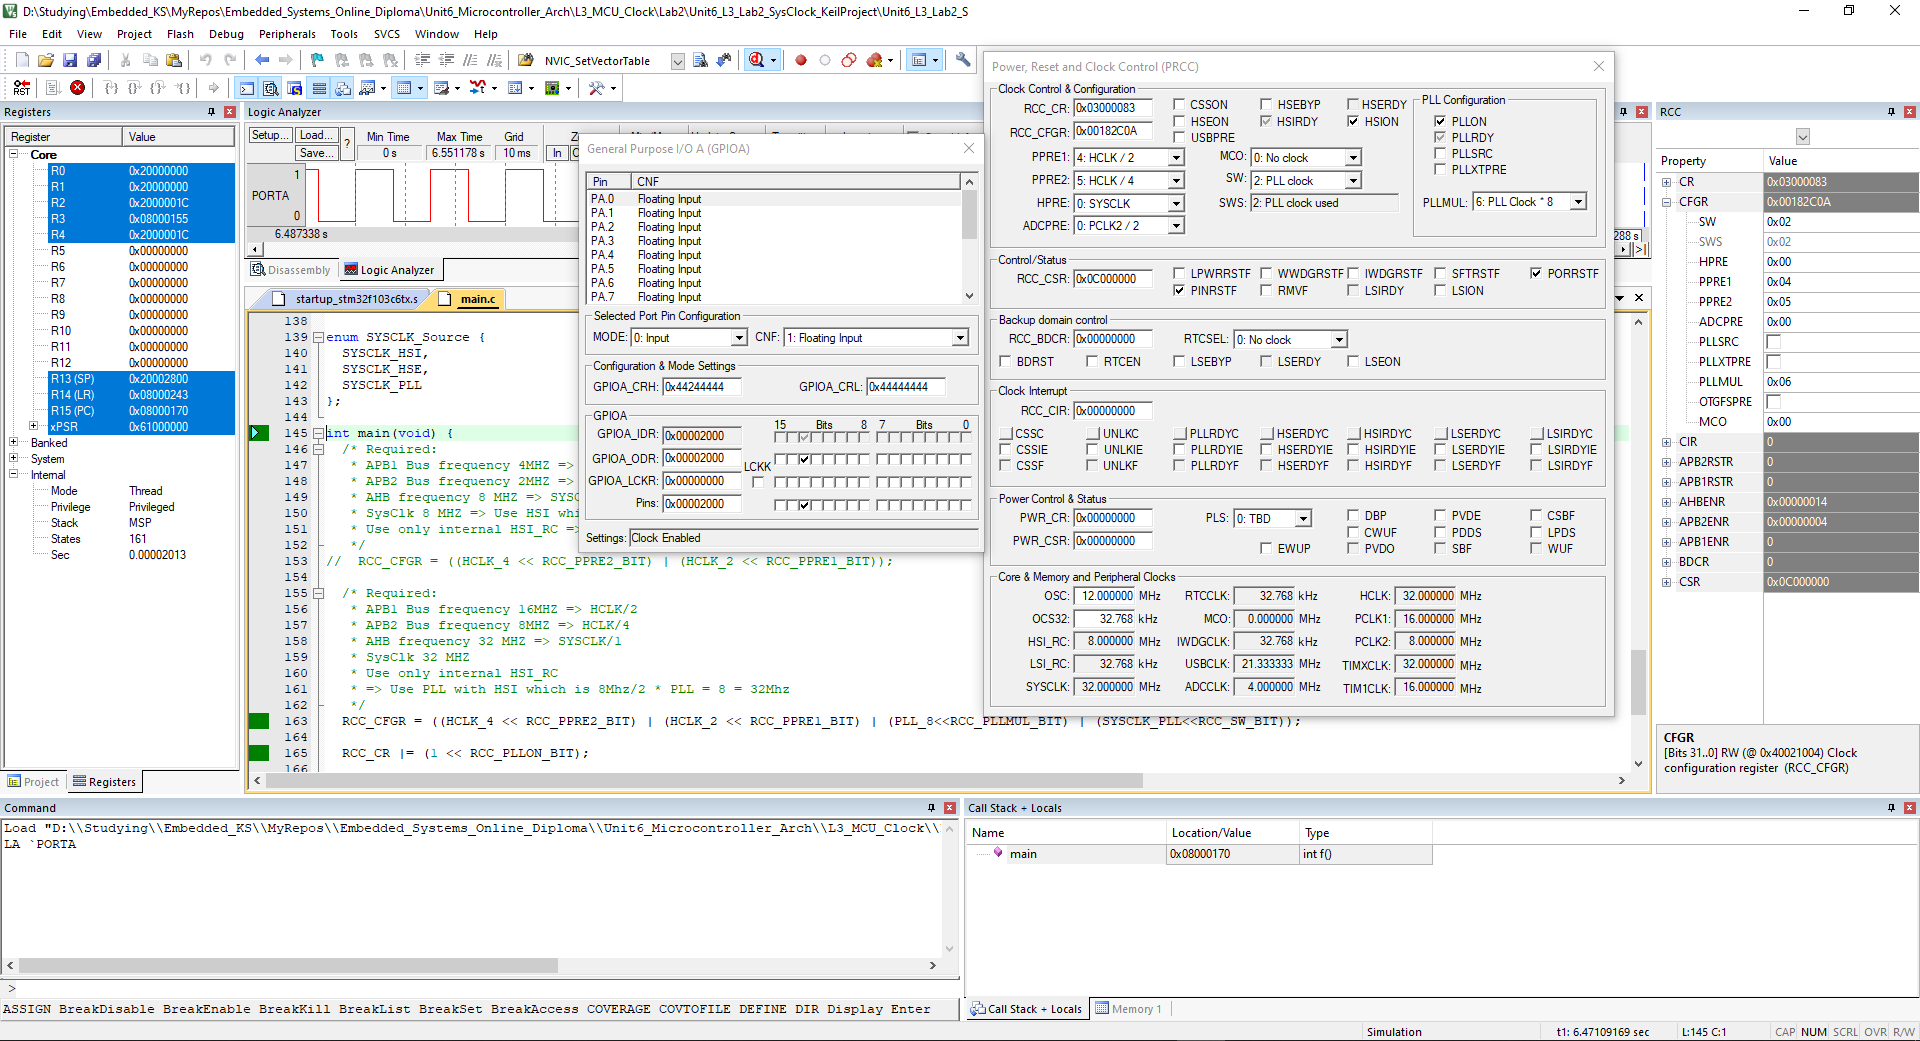 D:\Studying\Embedded_KS\MyRepos\Embedded_Systems_Online_Diploma\Unit6_Microcontroller_Arch\L3_MCU_Clock\Lab2\Unit6_L3_Lab2_SysClock_KeilProject\Unit6_L3_Lab2_S
File Edit View Project Flash Debug Peripherals Tools SVCS Window Help
NVIC_SetVectorTable
RST
Registers
Register Value
Core
R0 0x20000000
R1 0x20000000
R2 0x2000001C
R3 0x08000155
R4 0x2000001C
R5 0x00000000
R6 0x00000000
R7 0x00000000
R8 0x00000000
R9 0x00000000
R10 0x00000000
R11 0x00000000
R12 0x00000000
R13 (SP) 0x20002800
R14 (LR) 0x08000243
R15 (PC) 0x08000170
xPSR 0x61000000
Banked
System
Internal
Mode Thread
Privilege Privileged
Stack MSP
States 161
Sec 0.00002013
Project Registers
Logic Analyzer
Setup... Load... Save... ? Min Time 0 s Max Time 6.551178 s Grid 10 ms In
PORTA 1 0
6.487338 s
288 s
Disassembly Logic Analyzer
startup_stm32f103c6tx.s main.c
138
139 enum SYSCLK_Source {
140 SYSCLK_HSI,
141 SYSCLK_HSE,
142 SYSCLK_PLL
143 };
144
145 int main(void) {
146 /* Required:
147 * APB1 Bus frequency 4MHZ =>
148 * APB2 Bus frequency 2MHZ =>
149 * AHB frequency 8 MHZ => SYSC
150 * SysClk 8 MHZ => Use HSI whi
151 * Use only internal HSI_RC =>
152 */
153 // RCC_CFGR = ((HCLK_4 << RCC_PPRE2_BIT) | (HCLK_2 << RCC_PPRE1_BIT));
154
155 /* Required:
156 * APB1 Bus frequency 16MHZ => HCLK/2
157 * APB2 Bus frequency 8MHZ => HCLK/4
158 * AHB frequency 32 MHZ => SYSCLK/1
159 * SysClk 32 MHZ
160 * Use only internal HSI_RC
161 * => Use PLL with HSI which is 8Mhz/2 * PLL = 8 = 32Mhz
162 */
163 RCC_CFGR = ((HCLK_4 << RCC_PPRE2_BIT) | (HCLK_2 << RCC_PPRE1_BIT) | (PLL_8<<RCC_PLLMUL_BIT) | (SYSCLK_PLL<<RCC_SW_BIT));
164
165 RCC_CR |= (1 << RCC_PLLON_BIT);
166
General Purpose I/O A (GPIOA)
Pin CNF
PA.0 Floating Input
PA.1 Floating Input
PA.2 Floating Input
PA.3 Floating Input
PA.4 Floating Input
PA.5 Floating Input
PA.6 Floating Input
PA.7 Floating Input
Selected Port Pin Configuration
MODE: 0: Input CNF: 1: Floating Input
Configuration & Mode Settings
GPIOA_CRH: 0x44244444 GPIOA_CRL: 0x44444444
GPIOA
15 Bits 8 7 Bits 0
GPIOA_IDR: 0x00002000
GPIOA_ODR: 0x00002000
LCKK
GPIOA_LCKR: 0x00000000
Pins: 0x00002000
Settings: Clock Enabled
Power, Reset and Clock Control (PRCC)
Clock Control & Configuration
RCC_CR: 0x03000083 CSSON HSEBYP HSERDY
HSEON HSIRDY HSION
RCC_CFGR: 0x00182C0A USBPRE
PPRE1: 4: HCLK / 2 MCO: 0: No clock
PPRE2: 5: HCLK / 4 SW: 2: PLL clock
HPRE: 0: SYSCLK SWS: 2: PLL clock used
ADCPRE: 0: PCLK2 / 2
PLL Configuration
PLLON
PLLRDY
PLLSRC
PLLXTPRE
PLLMUL: 6: PLL Clock * 8
Control/Status
RCC_CSR: 0x0C000000 LPWRRSTF WWDGRSTF IWDGRSTF SFTRSTF PORRSTF
PINRSTF RMVF LSIRDY LSION
Backup domain control
RCC_BDCR: 0x00000000 RTCSEL: 0: No clock
BDRST RTCEN LSEBYP LSERDY LSEON
Clock Interrupt
RCC_CIR: 0x00000000
CSSC UNLKC PLLRDYC HSERDYC HSIRDYC LSERDYC LSIRDYC
CSSIE UNLKIE PLLRDYIE HSERDYIE HSIRDYIE LSERDYIE LSIRDYIE
CSSF UNLKF PLLRDYF HSERDYF HSIRDYF LSERDYF LSIRDYF
Power Control & Status
PWR_CR: 0x00000000 PLS: 0: TBD DBP PVDE CSBF
CWUF PDDS LPDS
PWR_CSR: 0x00000000 EWUP PVDO SBF WUF
Core & Memory and Peripheral Clocks
OSC: 12.000000 MHz RTCCLK: 32.768 kHz HCLK: 32.000000 MHz
OCS32: 32.768 kHz MCO: 0.000000 MHz PCLK1: 16.000000 MHz
HSI_RC: 8.000000 MHz IWDGCLK: 32.768 kHz PCLK2: 8.000000 MHz
LSI_RC: 32.768 kHz USBCLK: 21.333333 MHz TIMXCLK: 32.000000 MHz
SYSCLK: 32.000000 MHz ADCCLK: 4.000000 MHz TIM1CLK: 16.000000 MHz
RCC
Property Value
CR 0x03000083
CFGR 0x00182C0A
SW 0x02
SWS 0x02
HPRE 0x00
PPRE1 0x04
PPRE2 0x05
ADCPRE 0x00
PLLSRC
PLLXTPRE
PLLMUL 0x06
OTGFSPRE
MCO 0x00
CIR 0
APB2RSTR 0
APB1RSTR 0
AHBENR 0x00000014
APB2ENR 0x00000004
APB1ENR 0
BDCR 0
CSR 0x0C000000
CFGR
[Bits 31..0] RW (@ 0x40021004) Clock
configuration register (RCC_CFGR)
Command
Load "D:\\Studying\\Embedded_KS\\MyRepos\\Embedded_Systems_Online_Diploma\\Unit6_Microcontroller_Arch\\L3_MCU_Clock\\
LA `PORTA
>
ASSIGN BreakDisable BreakEnable BreakKill BreakList BreakSet BreakAccess COVERAGE COVTOFILE DEFINE DIR Display Enter
Call Stack + Locals
Name Location/Value Type
main 0x08000170 int f()
Call Stack + Locals Memory 1
Simulation t1: 6.47109169 sec L:145 C:1 CAP NUM SCRL OVR R/W